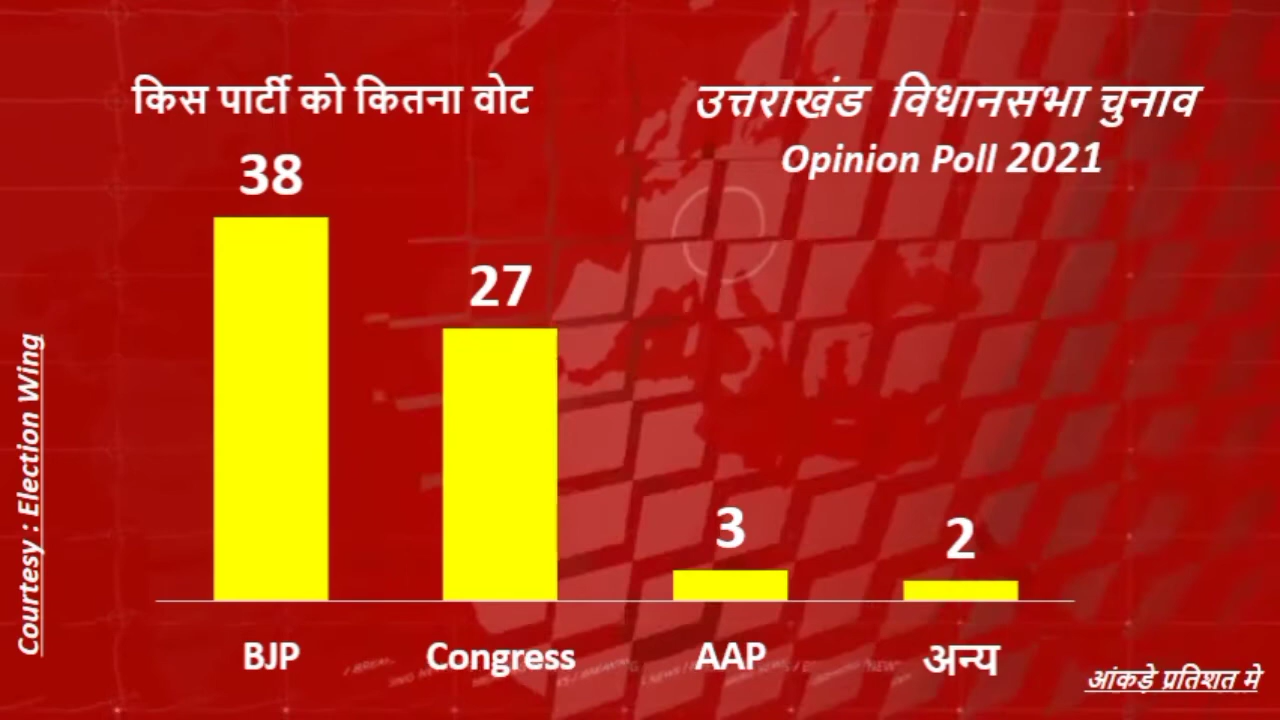 किस पार्टी को कितना वोट
उत्तराखंड विधानसभा चुनाव
Opinion Poll 2021
38
27
3
2
BJP
Congress
AAP
अन्य
Courtesy : Election Wing
आंकड़े प्रतिशत मे